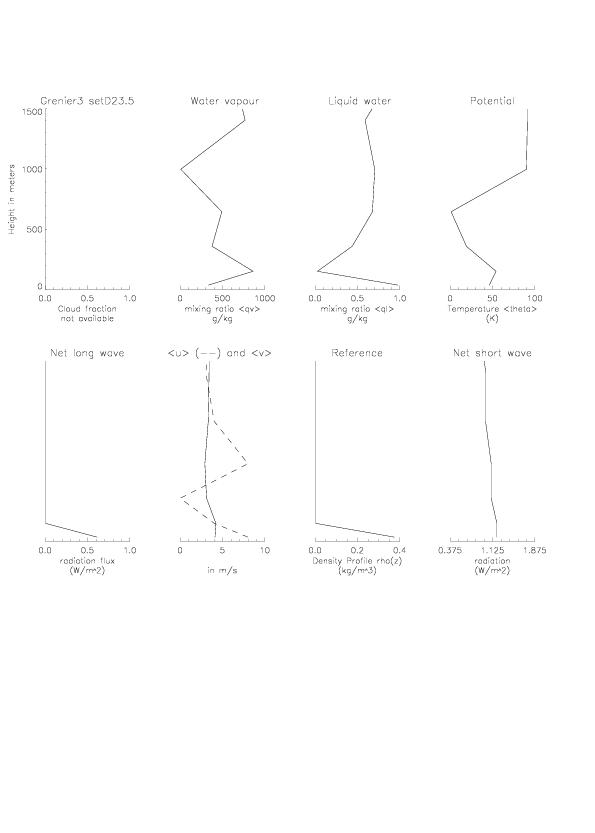 Grenier3 setD23.5 Water vapour Liquid water Potential
1500
1000
500
0
Height in meters
0.0 0.5 1.0 0 500 1000 0.0 0.5 1.0 0 50 100
Cloud fraction mixing ratio <qv> mixing ratio <ql> Temperature <theta>
not available g/kg g/kg (K)
Net long wave <u> (--) and <v> Reference Net short wave
0.0 0.5 1.0 0 5 10 0.0 0.2 0.4 0.375 1.125 1.875
radiation flux in m/s Density Profile rho(z) radiation
(W/m^2) (kg/m^3) (W/m^2)